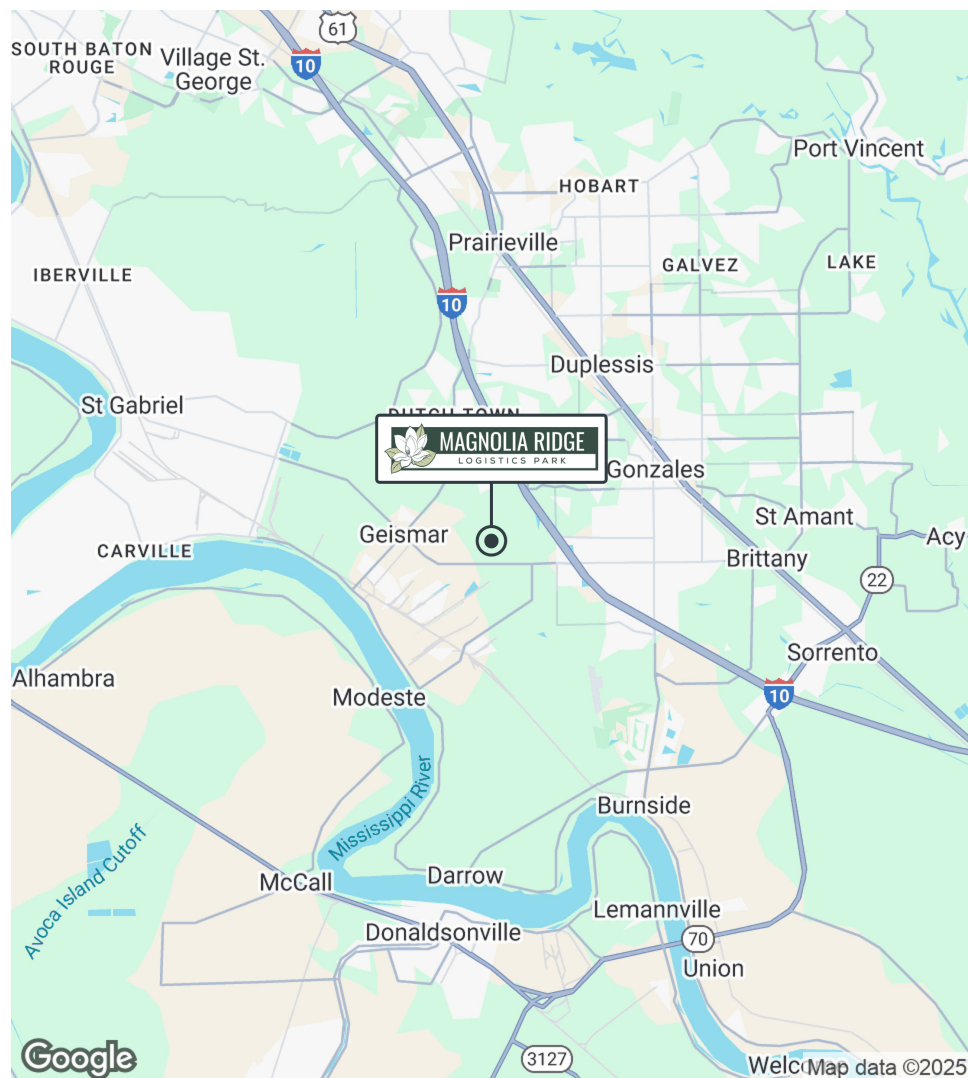 61
SOUTH BATON
ROUGE
Village St.
George
10
Port Vincent
HOBART
Prairieville
GALVEZ
LAKE
IBERVILLE
10
Duplessis
St Gabriel
DUTCH TOWN
MAGNOLIA RIDGE
LOGISTICS PARK
Gonzales
St Amant
Geismar
Acy
CARVILLE
Brittany
22
Sorrento
Alhambra
Modeste
10
Mississippi River
Burnside
Avoca Island Cutoff
McCall
Darrow
Lemannville
Donaldsonville
70
Union
Google
3127
Map data ©2025